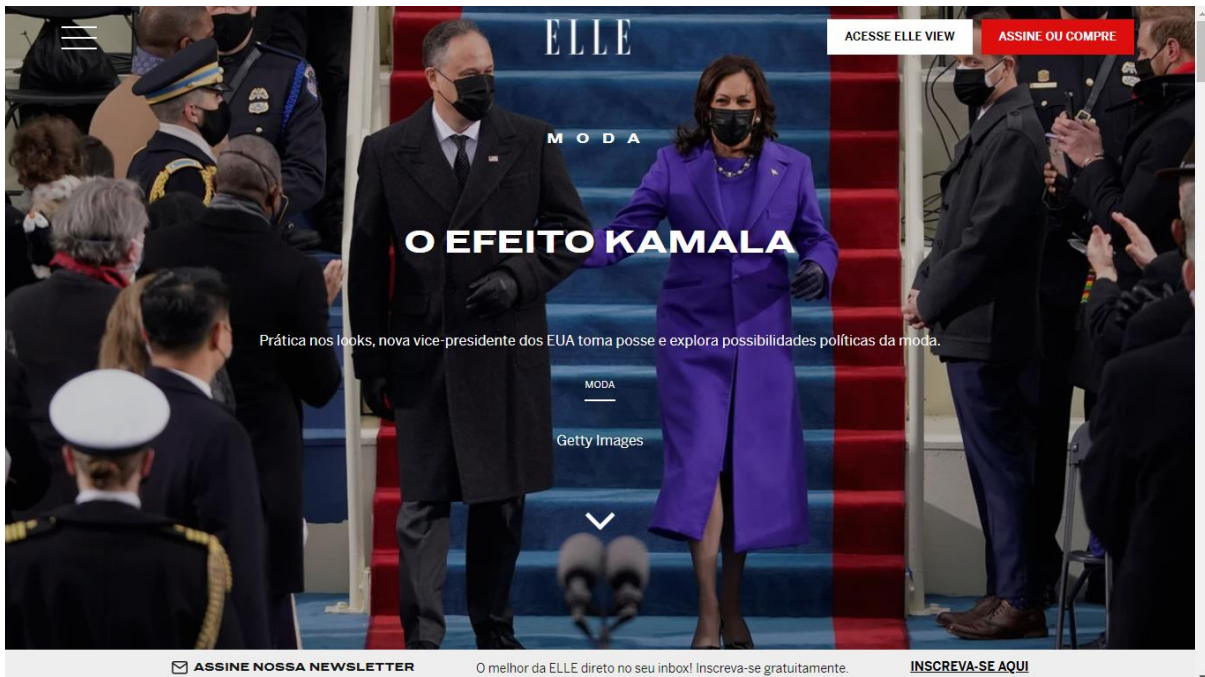 ELLE
ACESSE ELLE VIEW
ASSINE OU COMPRE
MODA
O EFEITO KAMALA
Prática nos looks, nova vice-presidente dos EUA toma posse e explora possibilidades políticas da moda.
MODA
Getty Images
ASSINE NOSSA NEWSLETTER
O melhor da ELLE direto no seu inbox! Inscreva-se gratuitamente.
INSCREVA-SE AQUI